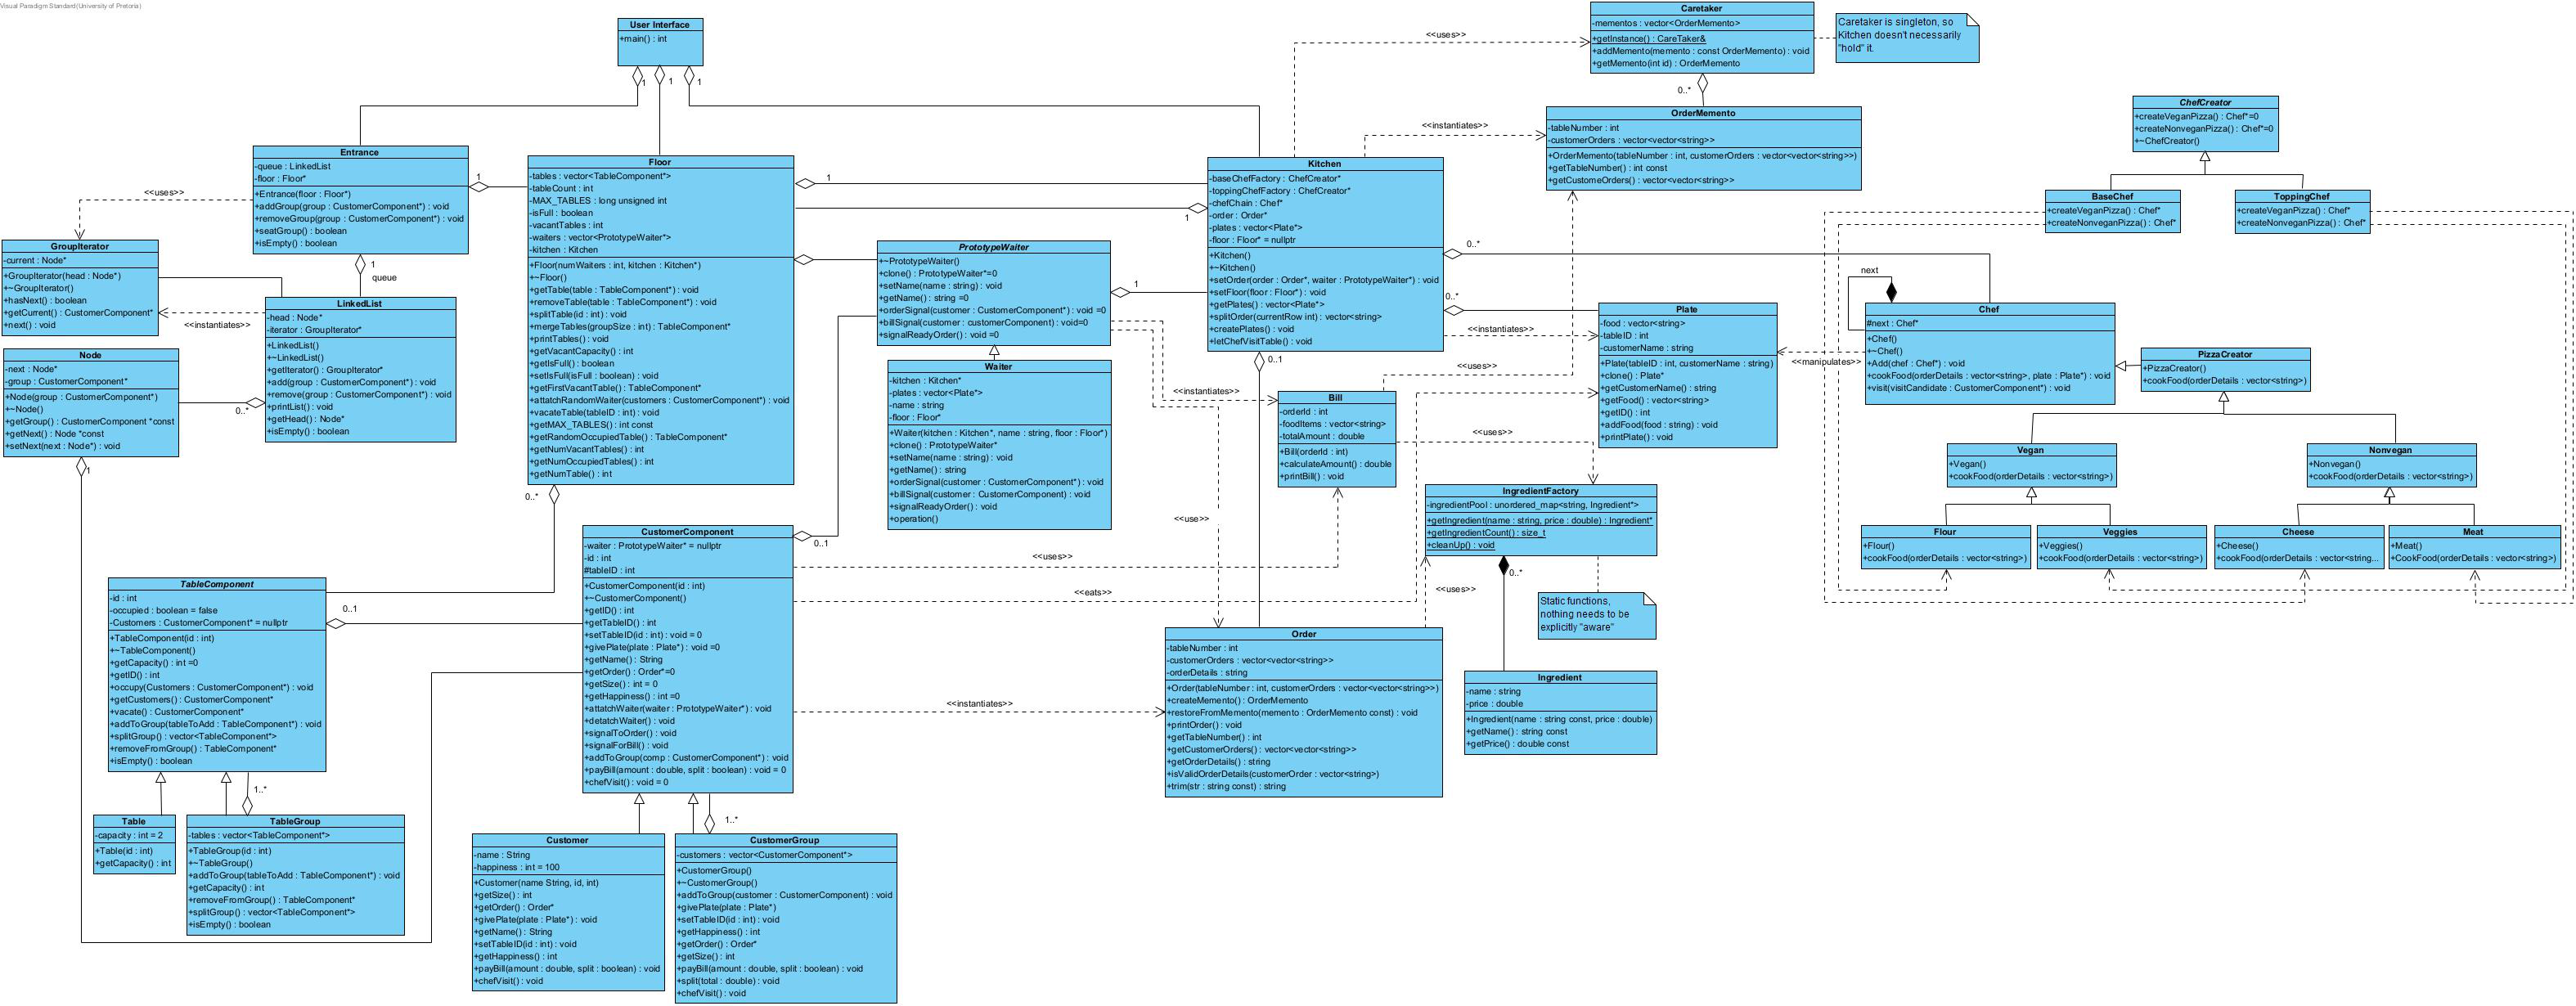 Visual Paradigm Standard(University of Pretoria)
User Interface
+main() : int
1
1
1
Caretaker
-mementos : vector<OrderMemento>
+getInstance() : CareTaker&
+addMemento(memento : const OrderMemento) : void
+getMemento(int id) : OrderMemento
Caretaker is singleton, so
Kitchen doesn't necessarily
"hold" it.
<<uses>>
0..*
OrderMemento
-tableNumber : int
-customerOrders : vector<vector<string>>
+OrderMemento(tableNumber : int, customerOrders : vector<vector<string>>)
+getTableNumber() : int const
+getCustomeOrders() : vector<vector<string>>
<<instantiates>>
ChefCreator
+createVeganPizza() : Chef*=0
+createNonveganPizza() : Chef*=0
+~ChefCreator()
BaseChef
+createVeganPizza() : Chef*
+createNonveganPizza() : Chef*
ToppingChef
+createVeganPizza() : Chef*
+createNonveganPizza() : Chef*
Entrance
-queue : LinkedList
-floor : Floor*
+Entrance(floor : Floor*)
+addGroup(group : CustomerComponent*) : void
+removeGroup(group : CustomerComponent*) : void
+seatGroup() : boolean
+isEmpty() : boolean
<<uses>>
1
1
queue
GroupIterator
-current : Node*
+GroupIterator(head : Node*)
+~GroupIterator()
+hasNext() : boolean
+getCurrent() : CustomerComponent*
+next() : void
<<instantiates>>
LinkedList
-head : Node*
-iterator : GroupIterator*
+LinkedList()
+~LinkedList()
+getIterator() : GroupIterator*
+add(group : CustomerComponent*) : void
+remove(group : CustomerComponent*) : void
+printList() : void
+getHead() : Node*
+isEmpty() : boolean
Node
-next : Node*
-group : CustomerComponent*
+Node(group : CustomerComponent*)
+~Node()
+getGroup() : CustomerComponent *const
+getNext() : Node *const
+setNext(next : Node*) : void
0..*
1
Floor
-tables : vector<TableComponent*>
-tableCount : int
-MAX_TABLES : long unsigned int
-isFull : boolean
-vacantTables : int
-waiters : vector<PrototypeWaiter*>
-kitchen : Kitchen
+Floor(numWaiters : int, kitchen : Kitchen*)
+~Floor()
+getTable(table : TableComponent*) : void
+removeTable(table : TableComponent*) : void
+splitTable(id : int) : void
+mergeTables(groupSize : int) : TableComponent*
+printTables() : void
+getVacantCapacity() : int
+getIsFull() : boolean
+setIsFull(isFull : boolean) : void
+getFirstVacantTable() : TableComponent*
+attatchRandomWaiter(customers : CustomerComponent*) : void
+vacateTable(tableID : int) : void
+getMAX_TABLES() : int const
+getRandomOccupiedTable() : TableComponent*
+getNumVacantTables() : int
+getNumOccupiedTables() : int
+getNumTable() : int
1
1
0..*
PrototypeWaiter
+~PrototypeWaiter()
+clone() : PrototypeWaiter*=0
+setName(name : string) : void
+getName() : string =0
+orderSignal(customer : CustomerComponent*) : void =0
+billSignal(customer : customerComponent) : void=0
+signalReadyOrder() : void =0
1
Waiter
-kitchen : Kitchen*
-plates : vector<Plate*>
-name : string
-floor : Floor*
+Waiter(kitchen : Kitchen*, name : string, floor : Floor*)
+clone() : PrototypeWaiter*
+setName(name : string) : void
+getName() : string
+orderSignal(customer : CustomerComponent*) : void
+billSignal(customer : CustomerComponent) : void
+signalReadyOrder() : void
+operation()
Kitchen
-baseChefFactory : ChefCreator*
-toppingChefFactory : ChefCreator*
-chefChain : Chef*
-order : Order*
-plates : vector<Plate*>
-floor : Floor* = nullptr
+Kitchen()
+~Kitchen()
+setOrder(order : Order*, waiter : PrototypeWaiter*) : void
+setFloor(floor : Floor*) : void
+getPlates() : vector<Plate*>
+splitOrder(currentRow int) : vector<string>
+createPlates() : void
+letChefVisitTable() : void
0..*
0..*
0..1
<<instantiates>>
<<uses>>
<<instantiates>>
<<use>>
Plate
-food : vector<string>
-tableID : int
-customerName : string
+Plate(tableID : int, customerName : string)
+clone() : Plate*
+getCustomerName() : string
+getFood() : vector<string>
+getID() : int
+addFood(food : string) : void
+printPlate() : void
<<manipulates>>
next
Chef
#next : Chef*
+Chef()
+~Chef()
+Add(chef : Chef*) : void
+cookFood(orderDetails : vector<string>, plate : Plate*) : void
+visit(visitCandidate : CustomerComponent*) : void
PizzaCreator
+PizzaCreator()
+cookFood(orderDetails : vector<string>)
Vegan
+Vegan()
+cookFood(orderDetails : vector<string>)
Nonvegan
+Nonvegan()
+cookFood(orderDetails : vector<string>)
Flour
+Flour()
+cookFood(orderDetails : vector<string>)
Veggies
+Veggies()
+cookFood(orderDetails : vector<string>)
Cheese
+Cheese()
+cookFood(orderDetails : vector<string...
Meat
+Meat()
+CookFood(orderDetails : vector<string>)
Bill
-orderId : int
-foodItems : vector<string>
-totalAmount : double
+Bill(orderId : int)
+calculateAmount() : double
+printBill() : void
<<uses>>
IngredientFactory
-ingredientPool : unordered_map<string, Ingredient*>
+getIngredient(name : string, price : double) : Ingredient*
+getIngredientCount() : size_t
+cleanUp() : void
0..*
<<uses>>
Static functions,
nothing needs to be
explicitly "aware"
Ingredient
-name : string
-price : double
+Ingredient(name : string const, price : double)
+getName() : string const
+getPrice() : double const
CustomerComponent
-waiter : PrototypeWaiter* = nullptr
-id : int
#tableID : int
+CustomerComponent(id : int)
+~CustomerComponent()
+getID() : int
+getTableID() : int
+setTableID(id : int) : void = 0
+givePlate(plate : Plate*) : void =0
+getName() : String
+getOrder() : Order*=0
+getSize() : int = 0
+getHappiness() : int =0
+attatchWaiter(waiter : PrototypeWaiter*) : void
+detatchWaiter() : void
+signalToOrder() : void
+signalForBill() : void
+addToGroup(comp : CustomerComponent*) : void
+payBill(amount : double, split : boolean) : void = 0
+chefVisit() : void = 0
0..1
<<uses>>
<<eats>>
<<instantiates>>
Order
-tableNumber : int
-customerOrders : vector<vector<string>>
-orderDetails : string
+Order(tableNumber : int, customerOrders : vector<vector<string>>)
+createMemento() : OrderMemento
+restoreFromMemento(memento : OrderMemento const) : void
+printOrder() : void
+getTableNumber() : int
+getCustomerOrders() : vector<vector<string>>
+getOrderDetails() : string
+isValidOrderDetails(customerOrder : vector<string>)
+trim(str : string const) : string
TableComponent
-id : int
-occupied : boolean = false
-Customers : CustomerComponent* = nullptr
+TableComponent(id : int)
+~TableComponent()
+getCapacity() : int =0
+getID() : int
+occupy(Customers : CustomerComponent*) : void
+getCustomers() : CustomerComponent*
+vacate() : CustomerComponent*
+addToGroup(tableToAdd : TableComponent*) : void
+splitGroup() : vector<TableComponent*>
+removeFromGroup() : TableComponent*
+isEmpty() : boolean
0..1
1..*
Table
-capacity : int = 2
+Table(id : int)
+getCapacity() : int
TableGroup
-tables : vector<TableComponent*>
+TableGroup(id : int)
+~TableGroup()
+addToGroup(tableToAdd : TableComponent*) : void
+getCapacity() : int
+removeFromGroup() : TableComponent*
+splitGroup() : vector<TableComponent*>
+isEmpty() : boolean
1..*
Customer
-name : String
-happiness : int = 100
+Customer(name String, id, int)
+getSize() : int
+getOrder() : Order*
+givePlate(plate : Plate*) : void
+getName() : String
+setTableID(id : int) : void
+getHappiness() : int
+payBill(amount : double, split : boolean) : void
+chefVisit() : void
CustomerGroup
-customers : vector<CustomerComponent*>
+CustomerGroup()
+~CustomerGroup()
+addToGroup(customer : CustomerComponent) : void
+givePlate(plate : Plate*)
+setTableID(id : int) : void
+getHappiness() : int
+getOrder() : Order*
+getSize() : int
+payBill(amount : double, split : boolean) : void
+split(total : double) : void
+chefVisit() : void